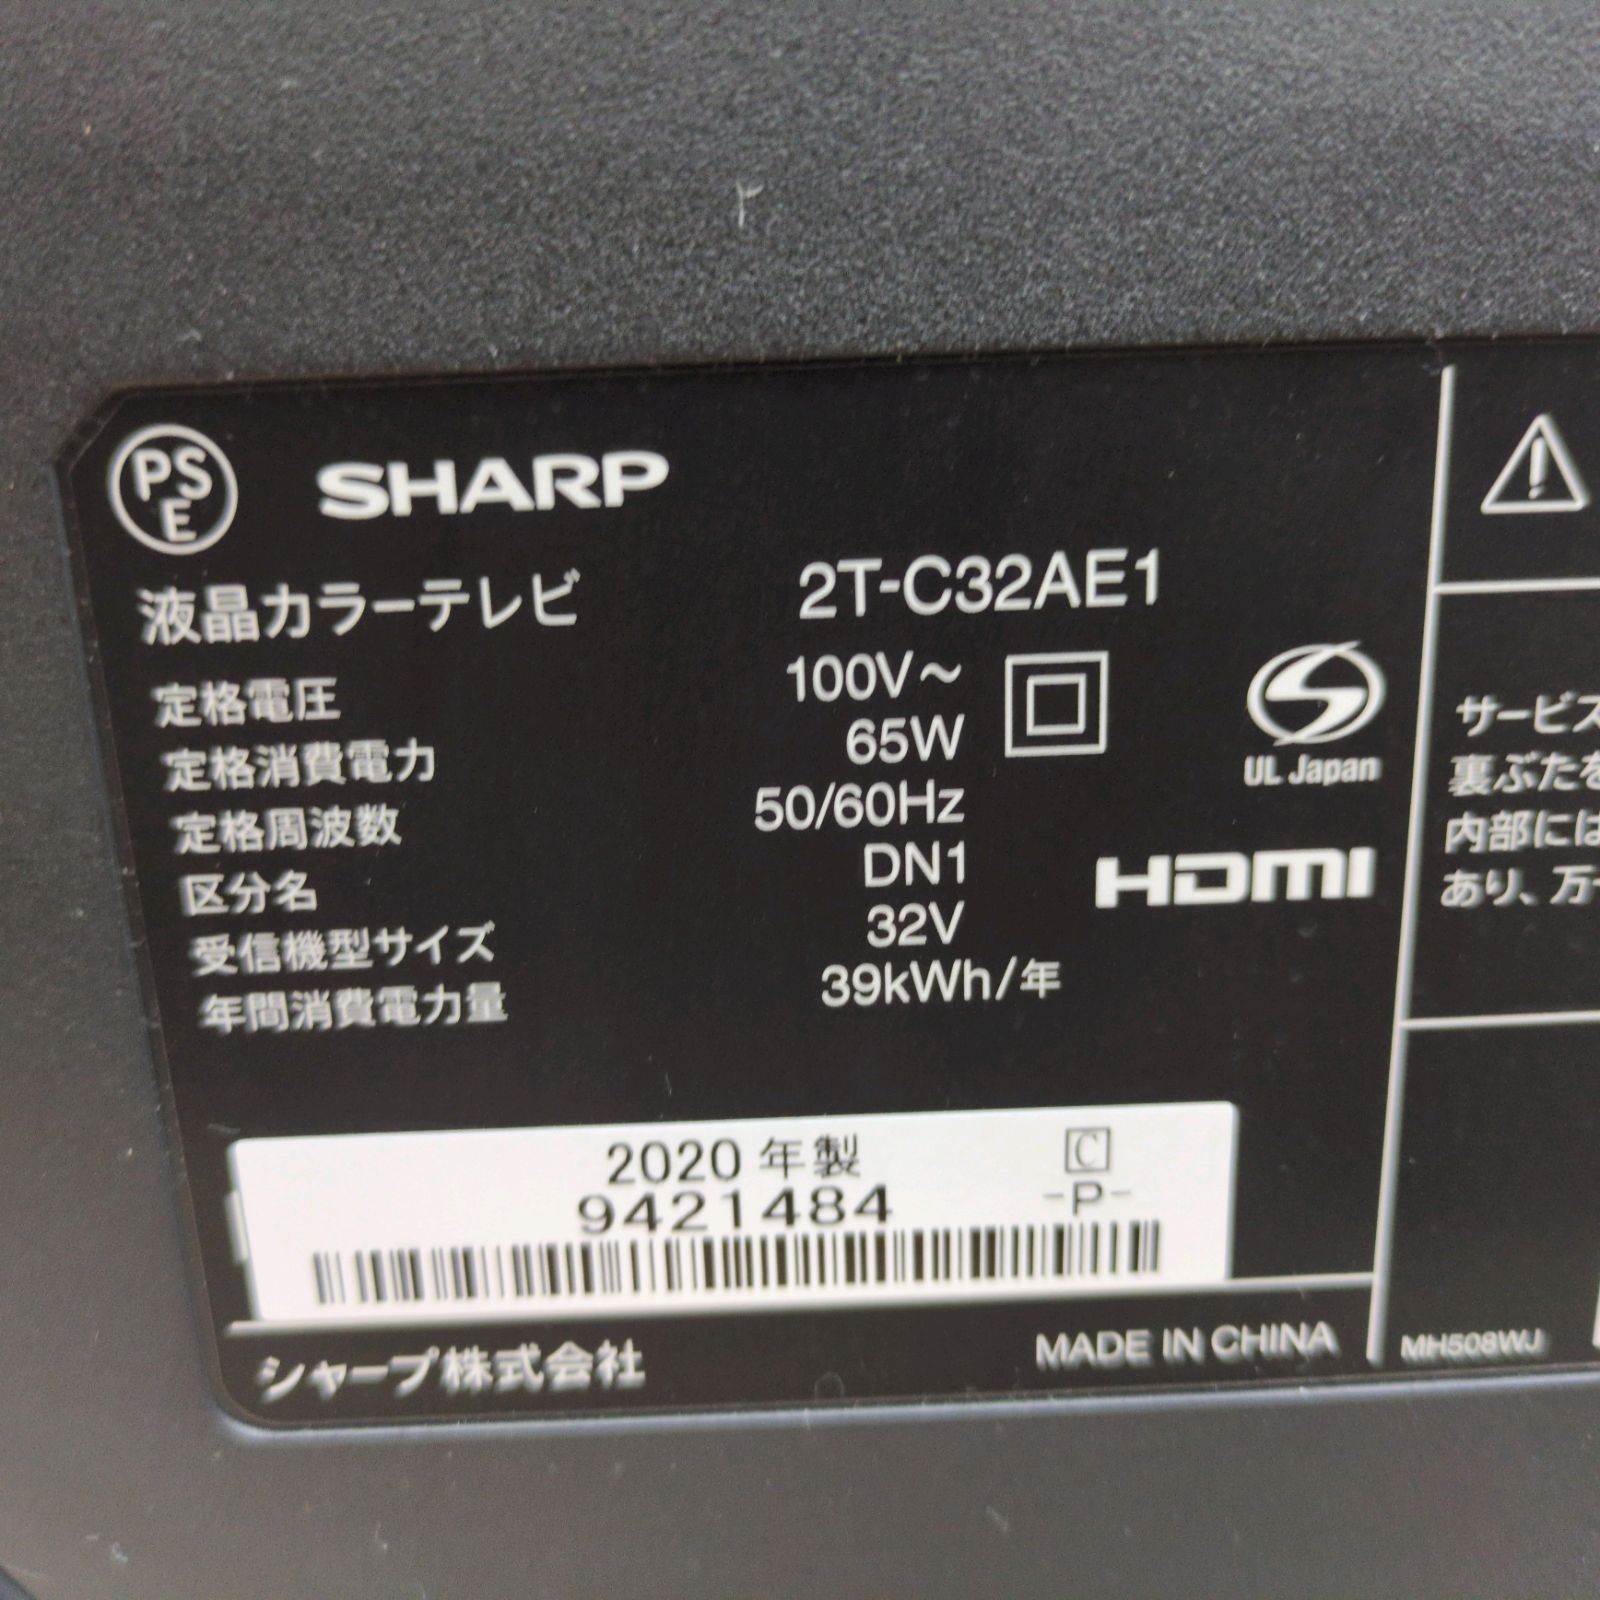 PS
E
SHARP
液晶カラーテレビ 2T-C32AE1
定格電圧 100V～
定格消費電力 65W
定格周波数 50/60Hz
区分名 DN1
受信機型サイズ 32V
年間消費電力量 39kWh/年
UL Japan
HDMI
2020年製 C
9421484 -P-
シャープ株式会社 MADE IN CHINA
サービス
裏ぶたを
内部には
あり、万一
MH508WJ